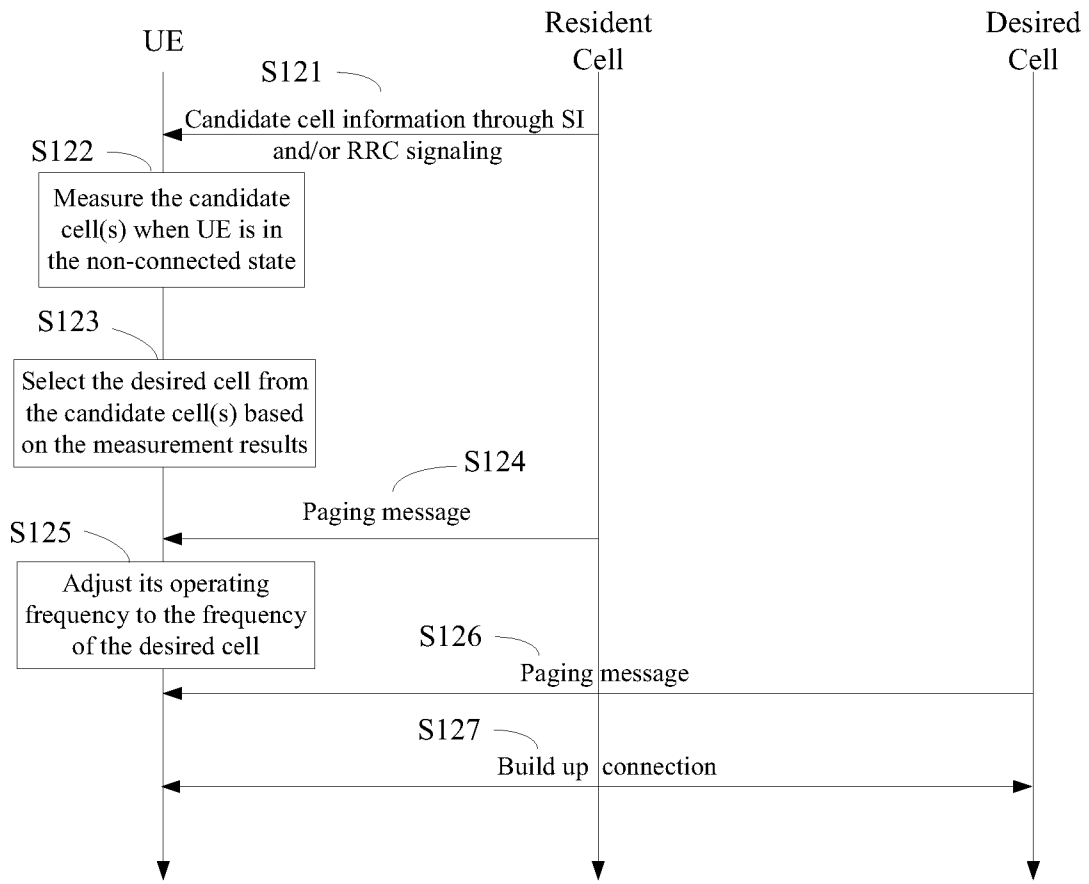 UE
Resident
Cell
Desired
Cell
S121
Candidate cell information through SI
and/or RRC signaling
S122
Measure the candidate
cell(s) when UE is in
the non-connected state
S123
Select the desired cell from
the candidate cell(s) based
on the measurement results
S124
Paging message
S125
Adjust its operating
frequency to the frequency
of the desired cell
S126
Paging message
S127
Build up connection